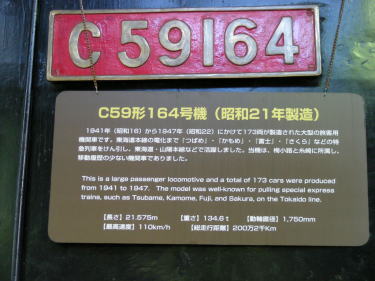 C59164
C59形164号機（昭和21年製造）
1941年（昭和16）から1947年（昭和22）にかけて173両が製造された大型の旅客用
機関車です。東海道本線の電化まで「つばめ」・「かもめ」・「富士」・「さくら」などの特
急列車をけん引し、東海道・山陽本線などで活躍しました。当機は、梅小路と糸崎に所属し、
移動履歴の少ない機関車でありました。
This is a large passenger locomotive and a total of 173 cars were produced
from 1941 to 1947. The model was well-known for pulling special express
trains, such as Tsubame, Kamome, Fuji, and Sakura, on the Tokaido line.
【長さ】21.575m 【重さ】134.6ｔ 【動輪直径】1,750mm
【最高速度】110km/h 【総走行距離】200万2千Km